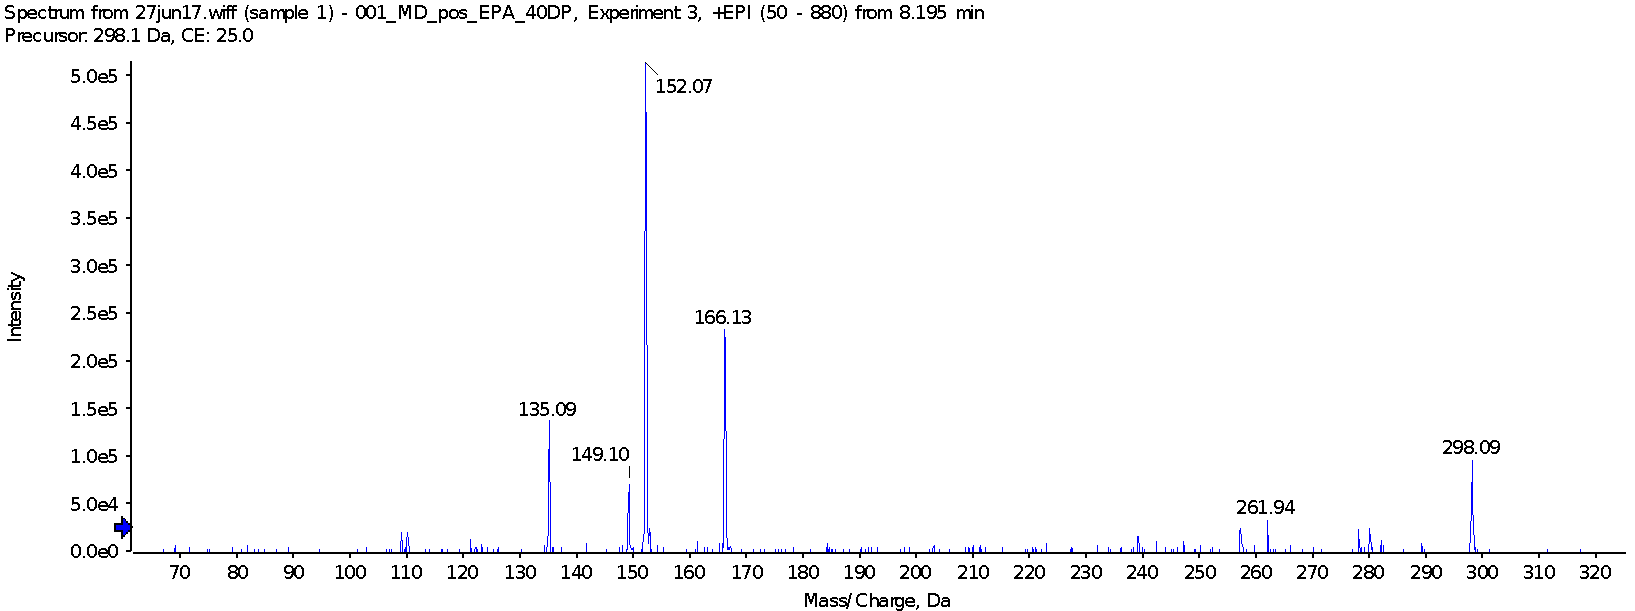 Spectrum from 27jun17.wiff (sample 1) - 001_MD_pos_EPA_40DP, Experiment 3, +EPI (50 - 880) from 8.195 min
Precursor: 298.1 Da, CE: 25.0
5.0e5
152.07
4.5e5
4.0e5
3.5e5
3.0e5
Intensity
2.5e5
166.13
2.0e5
1.5e5
135.09
1.0e5
149.10
298.09
5.0e4
261.94
0.0e0
70 80 90 100 110 120 130 140 150 160 170 180 190 200 210 220 230 240 250 260 270 280 290 300 310 320
Mass/Charge, Da